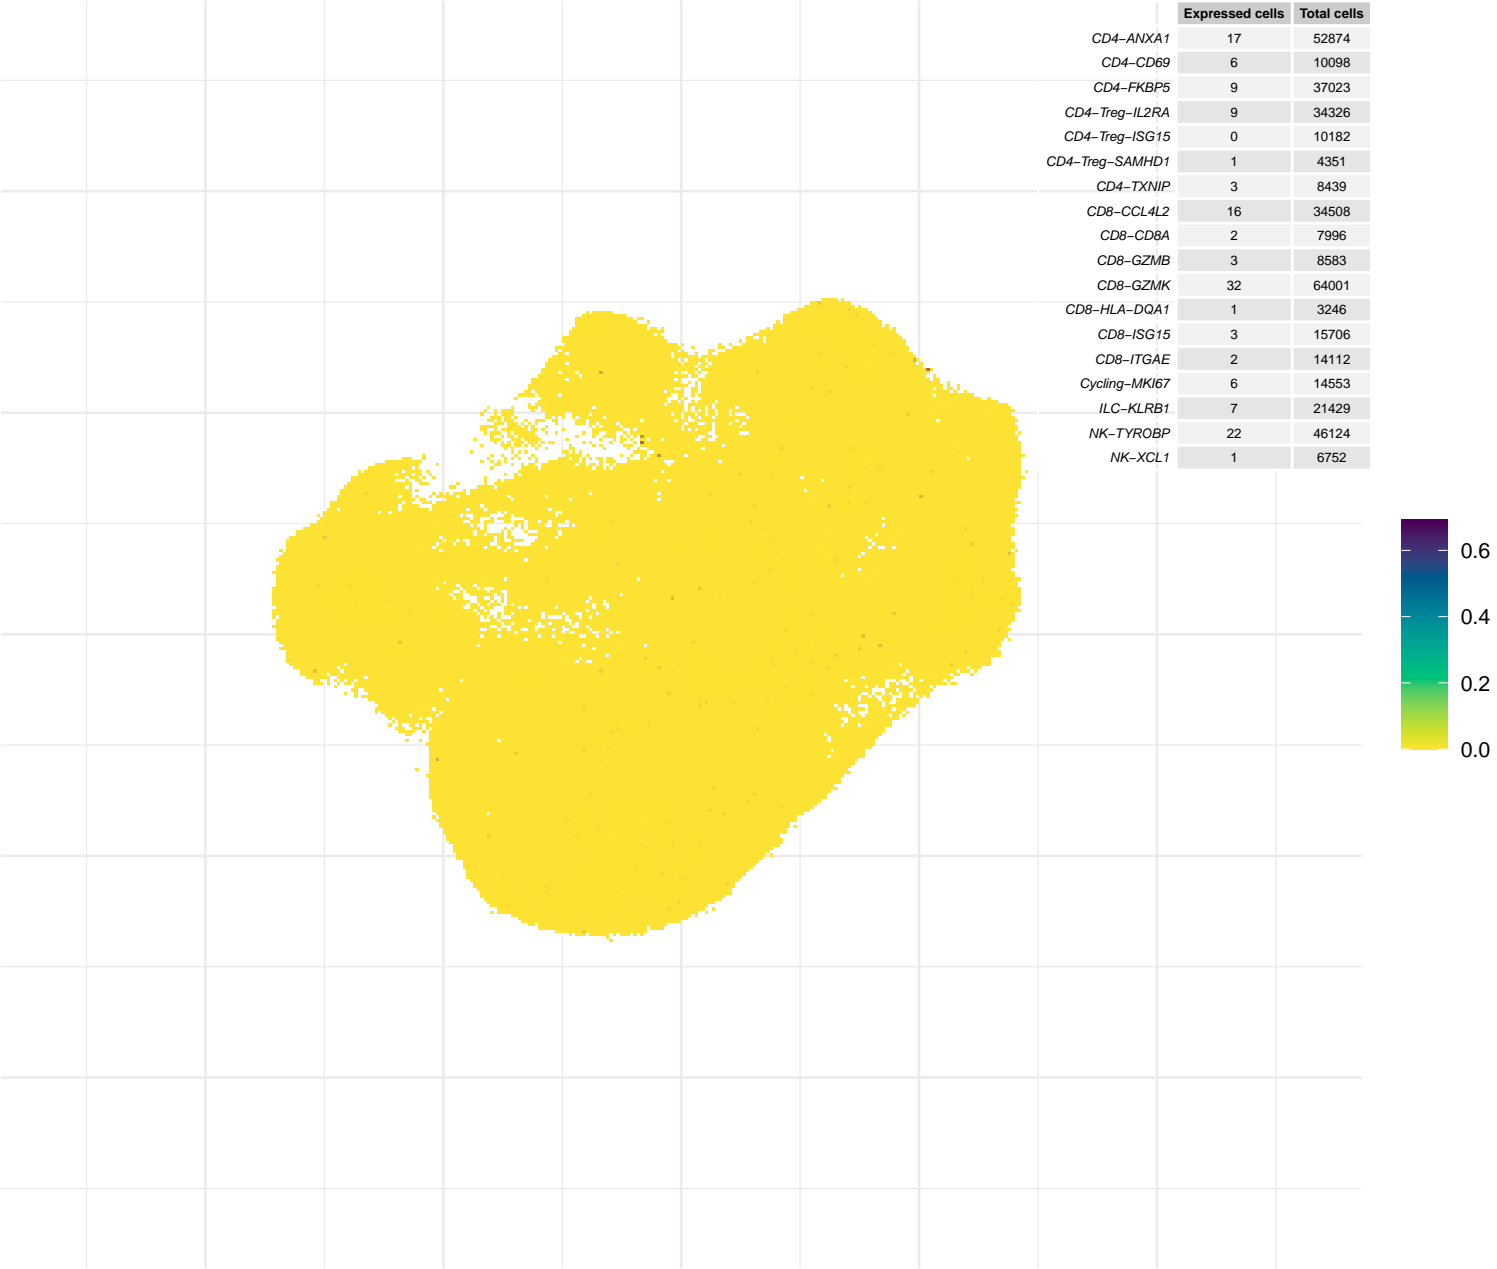 Expressed cells Total cells
CD4−ANXA1 17 52874
CD4−CD69 6 10098
CD4−FKBP5 9 37023
CD4−Treg−IL2RA 9 34326
CD4−Treg−ISG15 0 10182
CD4−Treg−SAMHD1 1 4351
CD4−TXNIP 3 8439
CD8−CCL4L2 16 34508
CD8−CD8A 2 7996
CD8−GZMB 3 8583
CD8−GZMK 32 64001
CD8−HLA−DQA1 1 3246
CD8−ISG15 3 15706
CD8−ITGAE 2 14112
Cycling−MKI67 6 14553
ILC−KLRB1 7 21429
NK−TYROBP 22 46124
NK−XCL1 1 6752
0.6
0.4
0.2
0.0